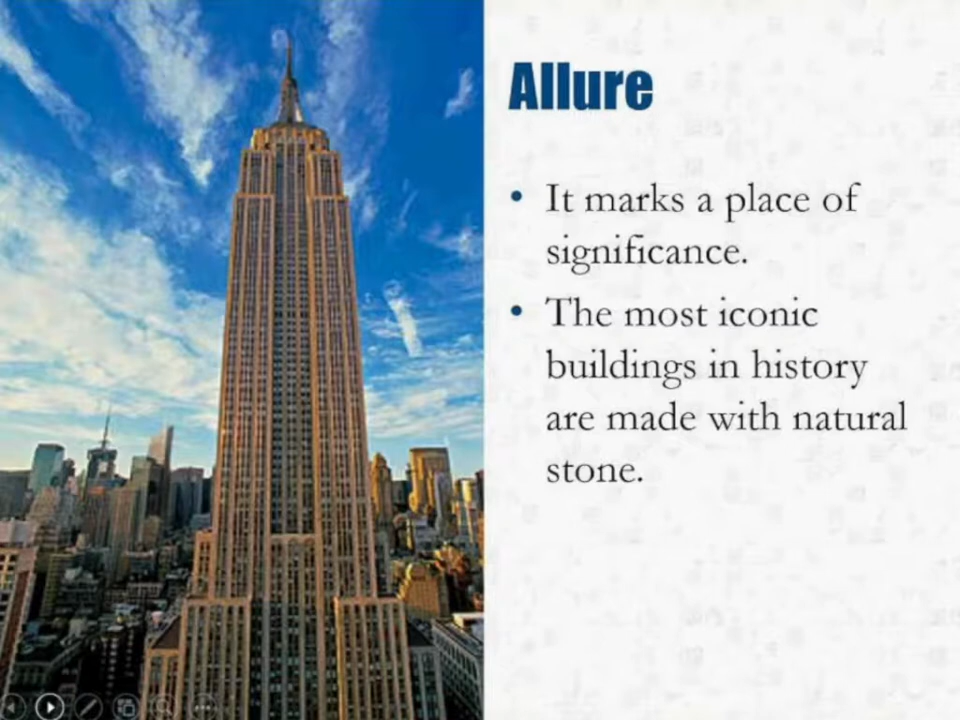 Allure
• It marks a place of
significance.
• The most iconic
buildings in history
are made with natural
stone.